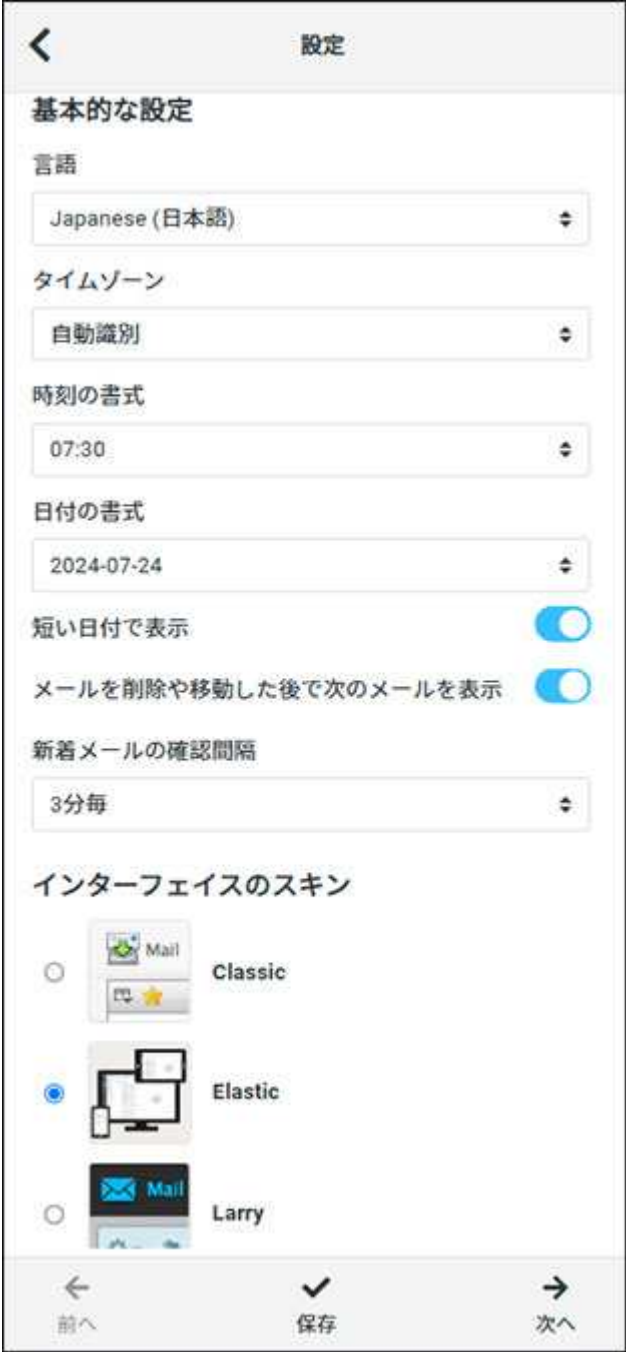 設定
基本的な設定
言語
Japanese (日本語)
タイムゾーン
自動識別
時刻の書式
07:30
日付の書式
2024-07-24
短い日付で表示
メールを削除や移動した後で次のメールを表示
新着メールの確認間隔
3分毎
インターフェイスのスキン
Mail
Classic
Elastic
Mail
Larry
前へ
保存
次へ